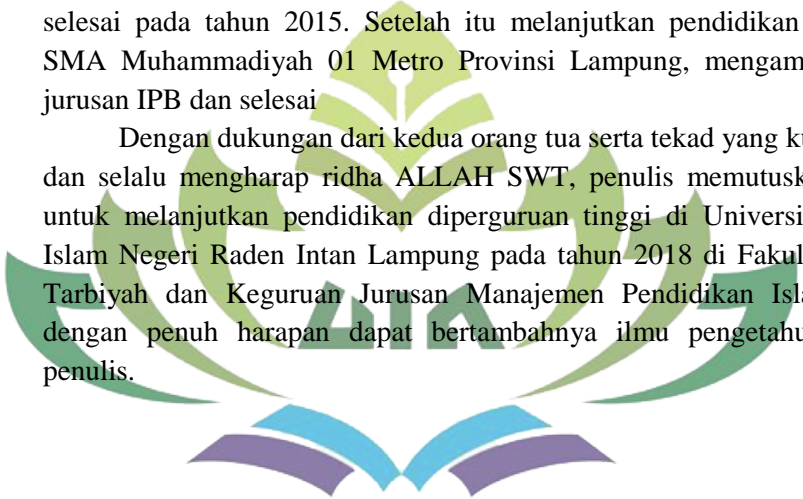 selesai pada tahun 2015. Setelah itu melanjutkan pendidikan
SMA Muhammadiyah 01 Metro Provinsi Lampung, mengam
jurusan IPB dan selesai
Dengan dukungan dari kedua orang tua serta tekad yang ku
dan selalu mengharap ridha ALLAH SWT, penulis memutusk
untuk melanjutkan pendidikan diperguruan tinggi di Universi
Islam Negeri Raden Intan Lampung pada tahun 2018 di Fakul
Tarbiyah dan Keguruan Jurusan Manajemen Pendidikan Isla
dengan penuh harapan dapat bertambahnya ilmu pengetahu
penulis.
UIN